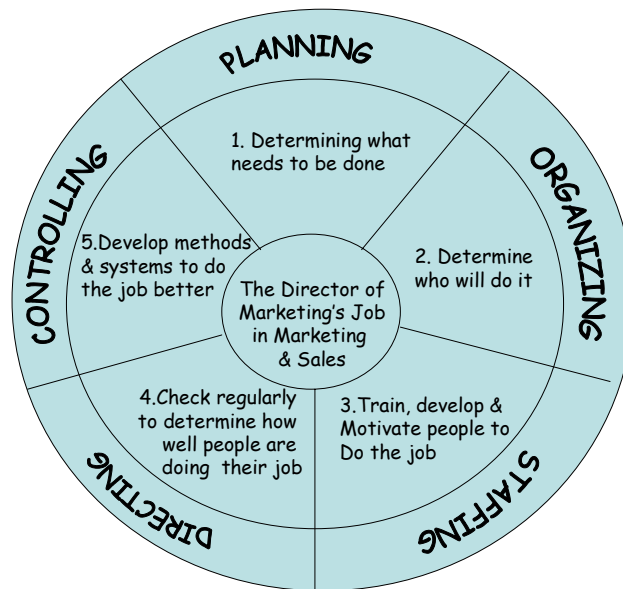 PLANNING
1. Determining what
needs to be done
ORGANIZING
2. Determine
who will do it
STAFFING
3.Train, develop &
Motivate people to
Do the job
DIRECTING
4.Check regularly
to determine how
well people are
doing their job
CONTROLLING
5.Develop methods
& systems to do
the job better
The Director of
Marketing's Job
in Marketing
& Sales